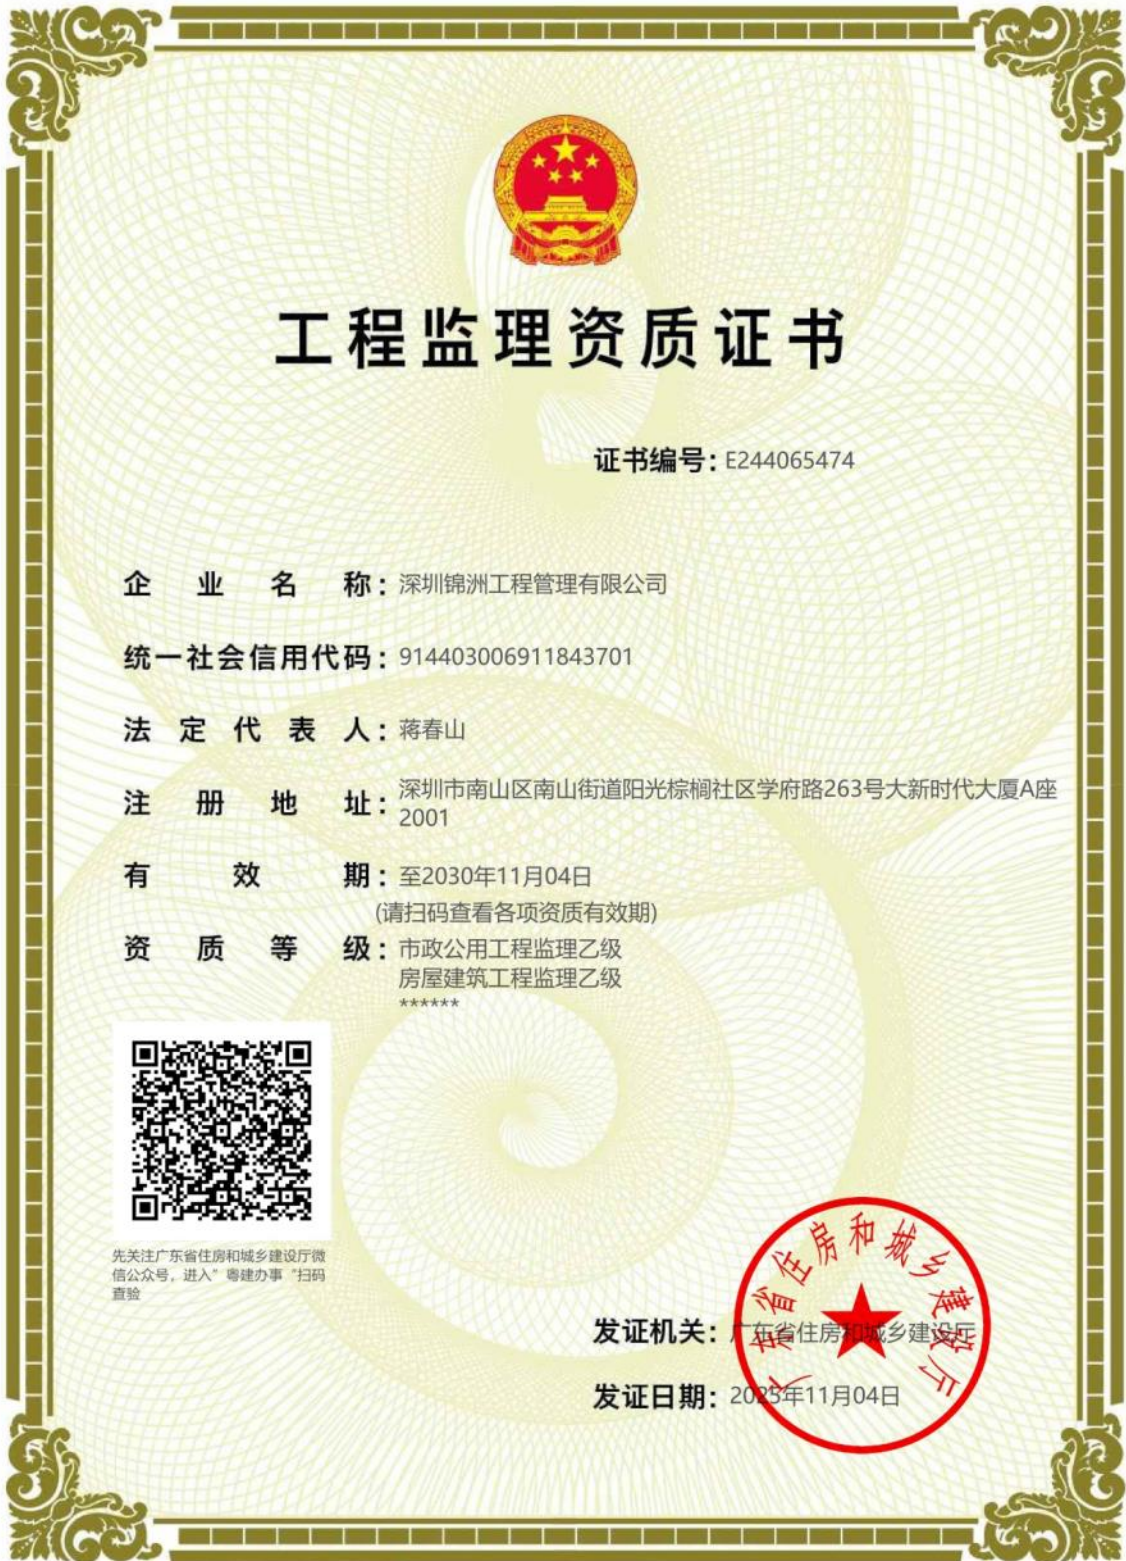 工程监理资质证书
证书编号：E244065474
企业名称：深圳锦洲工程管理有限公司
统一社会信用代码：914403006911843701
法定代表人：蒋春山
注册地址：深圳市南山区南山街道阳光棕榈社区学府路263号大新时代大厦A座
2001
有效期：至2030年11月04日
(请扫码查看各项资质有效期)
资质等级：市政公用工程监理乙级
房屋建筑工程监理乙级
******
先关注广东省住房和城乡建设厅微
信公众号，进入”粤建办事“扫码
查验
广东省住房和城乡建设厅
发证机关：广东省住房和城乡建设厅
发证日期：2025年11月04日